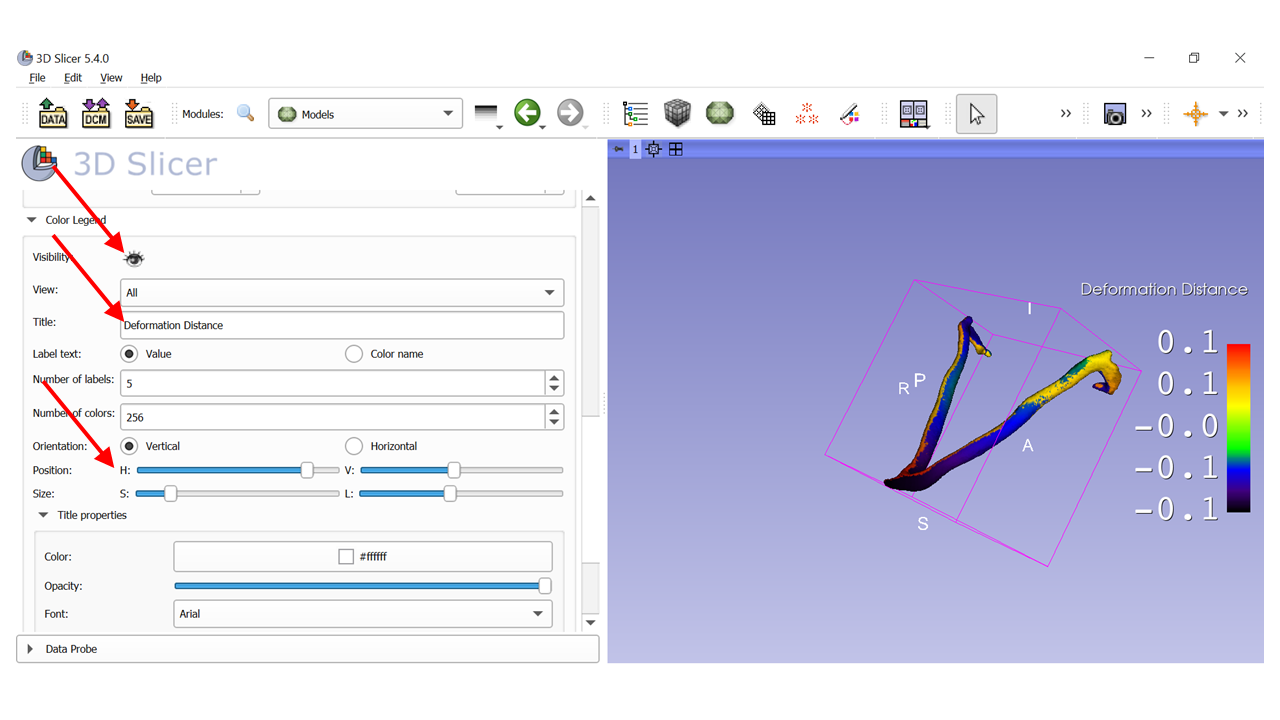 3D Slicer 5.4.0
File Edit View Help
DATA DCM SAVE Modules: Models
3D Slicer
1
Color Legend
Visibility:
View: All
Title: Deformation Distance
Label text: Value Color name
Number of labels: 5
Number of colors: 256
Orientation: Vertical Horizontal
Position: H: V:
Size: S: L:
Title properties
Color: #ffffff
Opacity:
Font: Arial
Data Probe
Deformation Distance
I
R P
A
S
0.1
0.1
-0.0
-0.1
-0.1